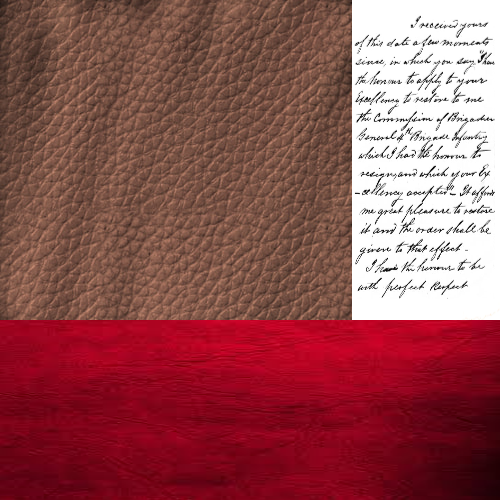 I received yours
of this date a few moments
since, in which you say "I have
the honour to apply to your
Excellency to restore to me
the Commission of Brigadier
General 4th Brigade Infantry
which I had the honour to
resign, and which your Ex
-cellency accepted" - It affords
me great pleasure to restore
it and the order shall be
given to that effect -
I have the honour to be
with perfect Respect